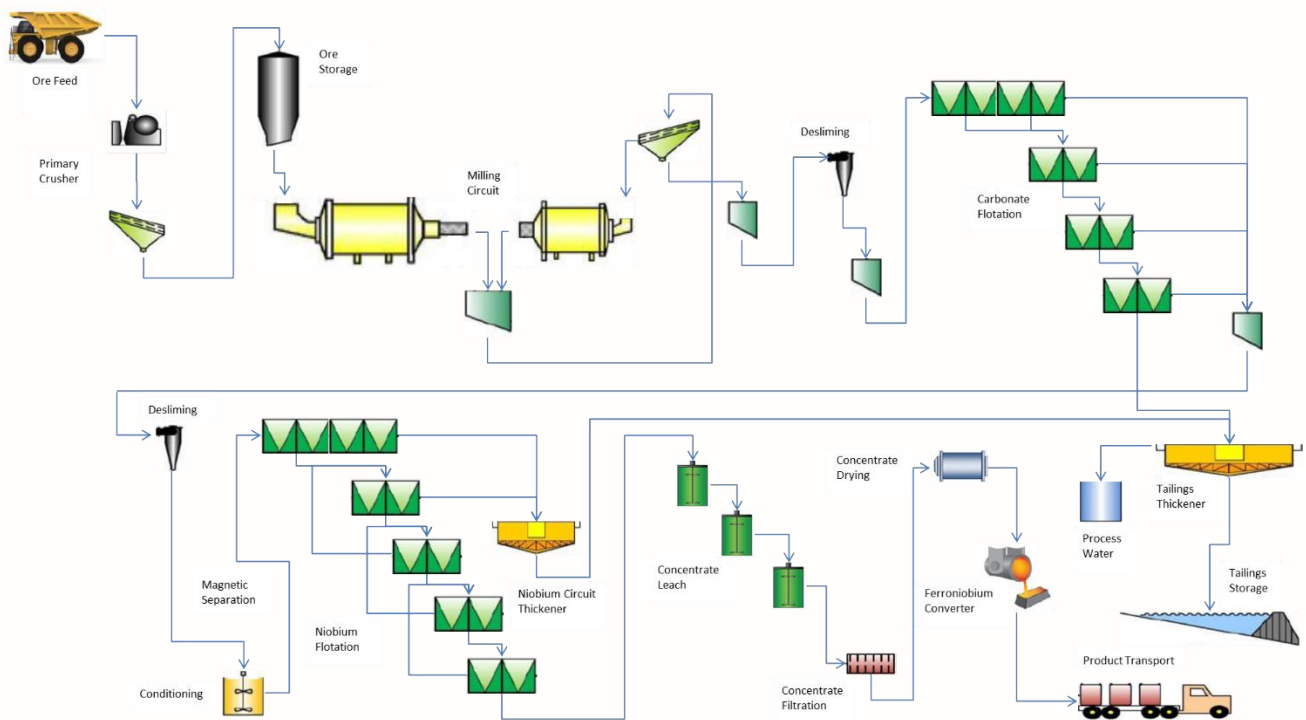 Ore Feed
Primary
Crusher
Ore
Storage
Milling
Circuit
Desliming
Carbonate
Flotation
Desliming
Magnetic
Separation
Conditioning
Niobium
Flotation
Niobium Circuit
Thickener
Concentrate
Leach
Concentrate
Filtration
Concentrate
Drying
Ferroniobium
Converter
Process
Water
Tailings
Thickener
Tailings
Storage
Product Transport